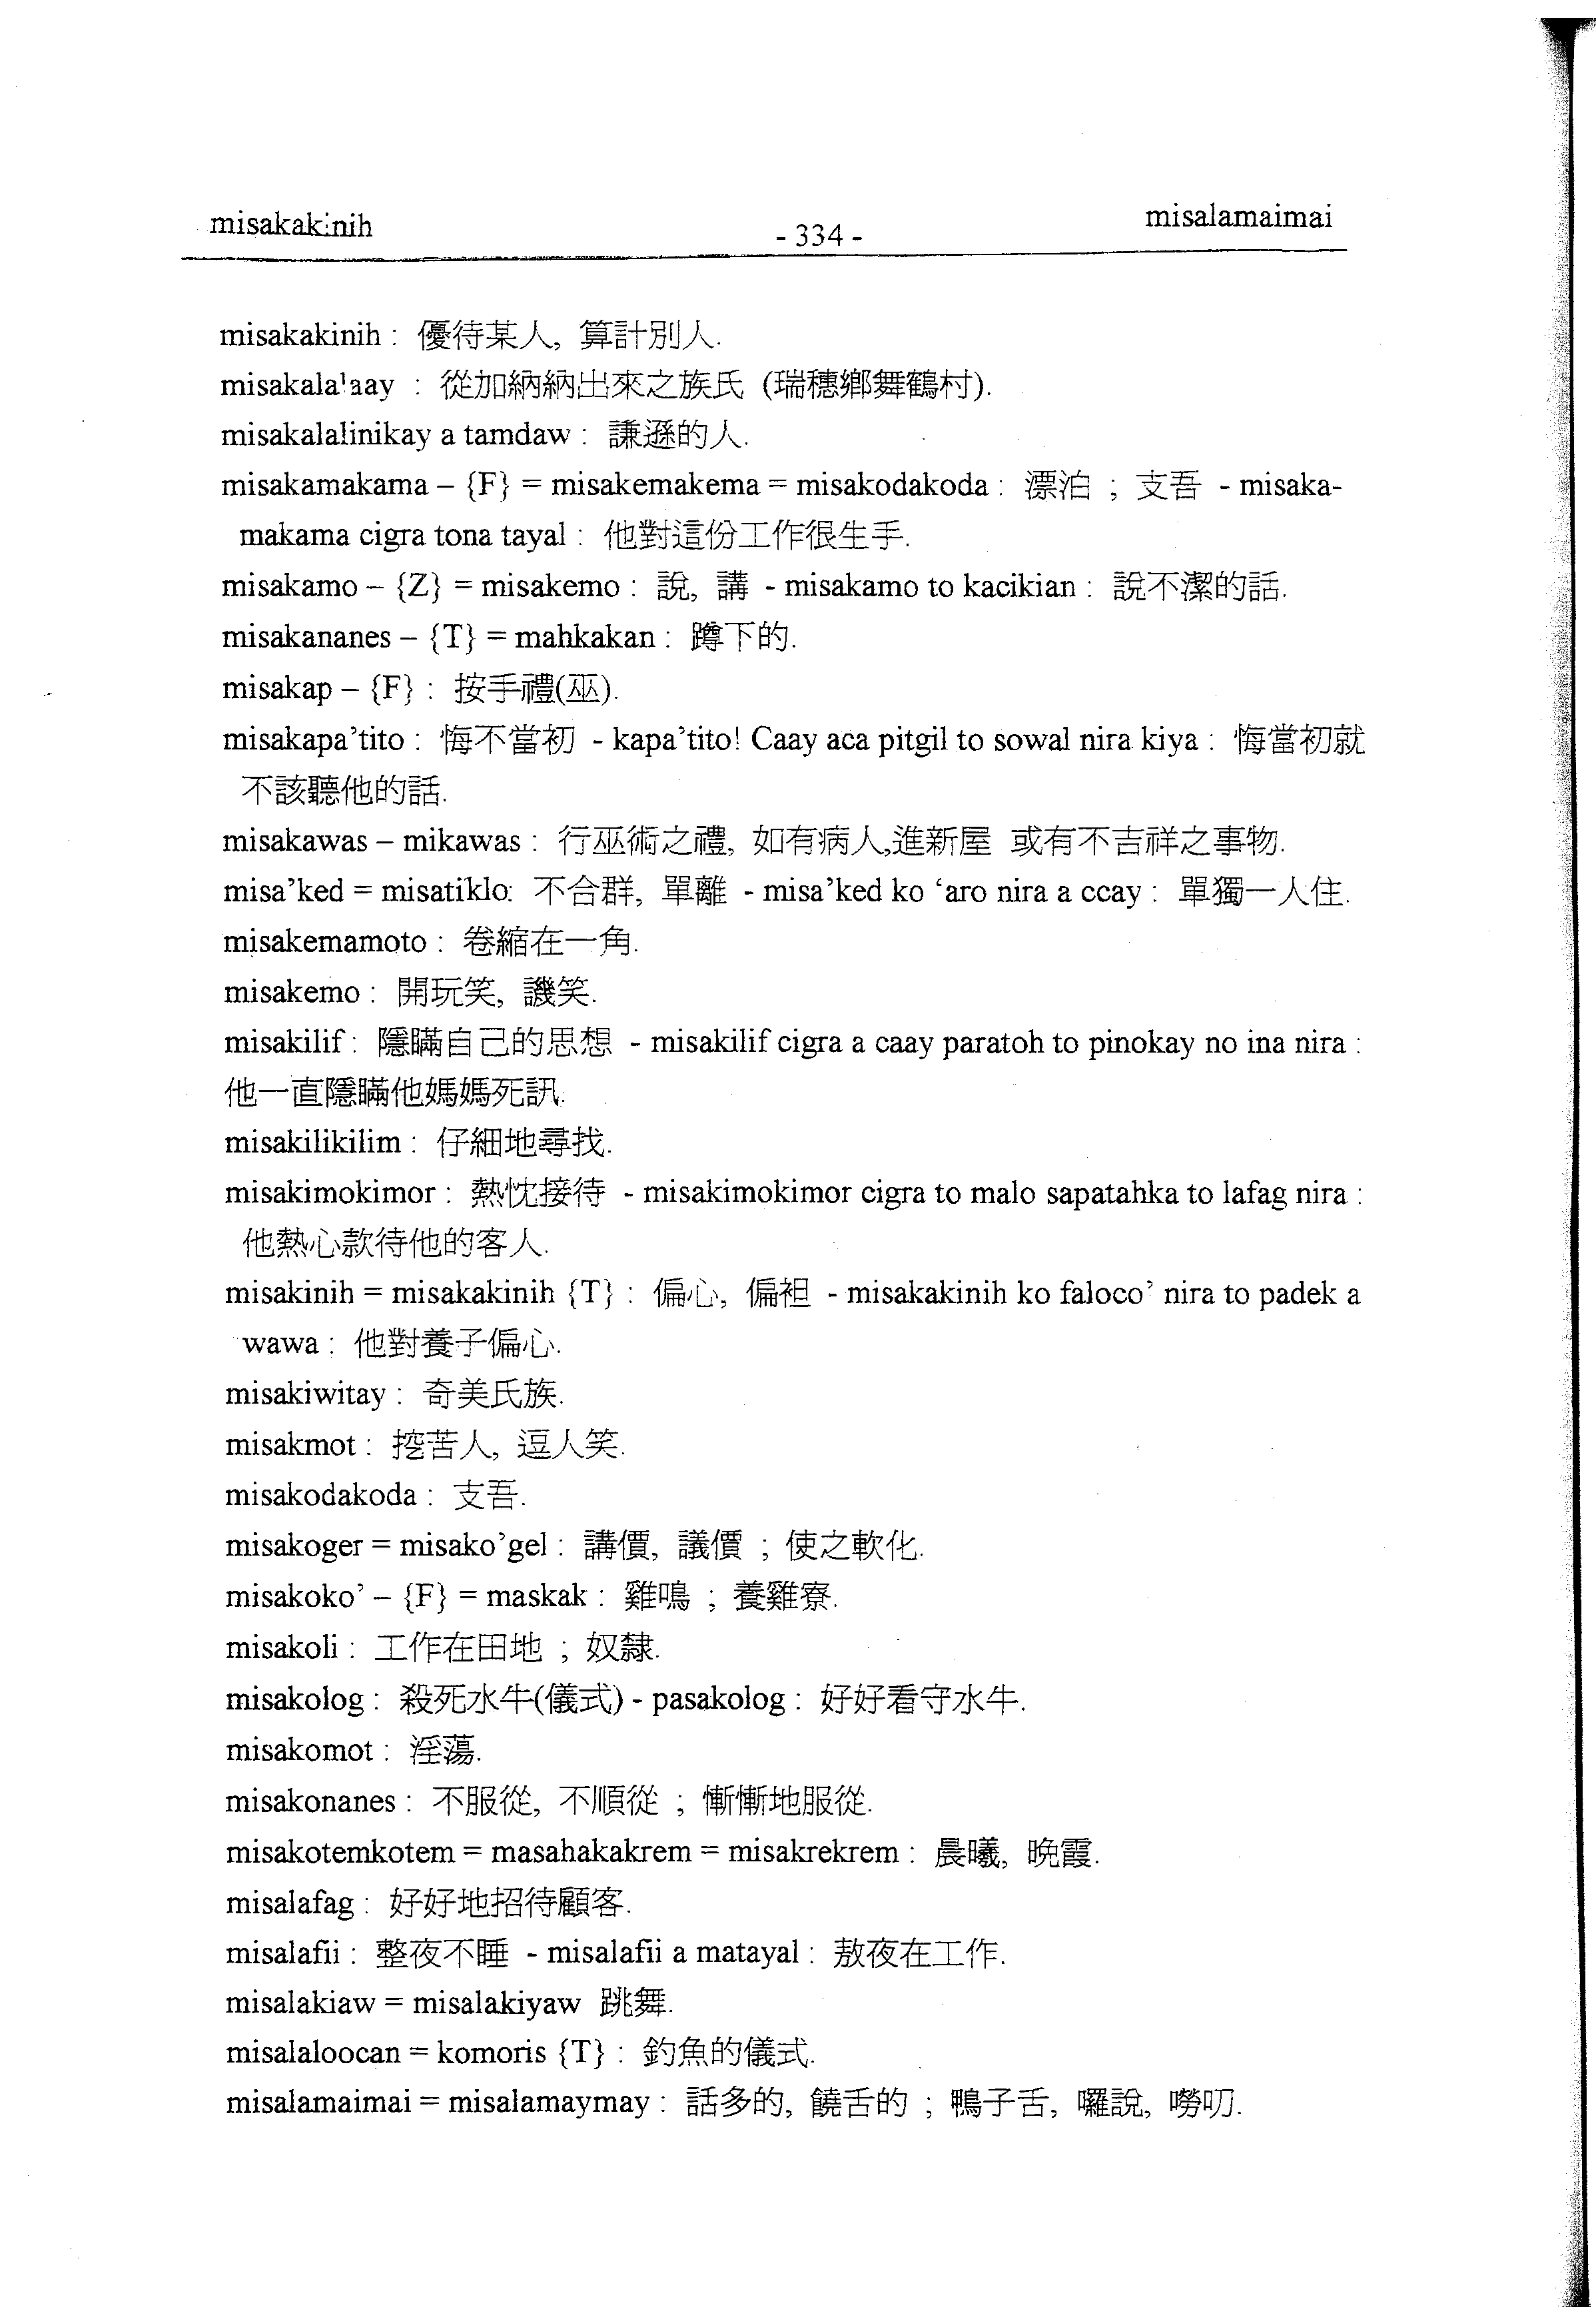 misakakinih - 334 - misalamaimai
misakakinih : 優待某人, 算計別人.
misakala'aay : 從加納納出來之族氏 (瑞穗鄉舞鶴村).
misakalalinikay a tamdaw : 謙遜的人.
misakamakama – {F} = misakemakema = misakodakoda : 漂泊 ; 支吾 - misaka-
makama cigra tona tayal : 他對這份工作很生手.
misakamo – {Z} = misakemo : 說, 講 - misakamo to kacikian : 說不潔的話.
misakananes – {T} = mahkakan : 蹲下的.
misakap – {F} : 按手禮(巫).
misakapa’tito : 悔不當初 - kapa’tito! Caay aca pitgil to sowal nira kiya : 悔當初就
不該聽他的話.
misakawas – mikawas : 行巫術之禮, 如有病人,進新屋 或有不吉祥之事物.
misa’ked = misatiklo: 不合群, 單離 - misa’ked ko ‘aro nira a ccay : 單獨一人住.
misakemamoto : 卷縮在一角.
misakemo : 開玩笑, 譏笑.
misakilif : 隱瞞自己的思想 - misakilif cigra a caay paratoh to pinokay no ina nira :
他一直隱瞞他媽媽死訊.
misakilikilim : 仔細地尋找.
misakimokimor : 熱忱接待 - misakimokimor cigra to malo sapatahka to lafag nira :
他熱心款待他的客人.
misakinih = misakakinih {T} : 偏心, 偏袒 - misakakinih ko faloco’ nira to padek a
wawa : 他對養子偏心.
misakiwitay : 奇美氏族.
misakmot : 挖苦人, 逗人笑.
misakodakoda : 支吾.
misakoger = misako’gel : 講價, 議價 ; 使之軟化.
misakoko’ – {F} = maskak : 雞鳴 ; 養雞寮.
misakoli : 工作在田地 ; 奴隸.
misakolog : 殺死水牛(儀式) - pasakolog : 好好看守水牛.
misakomot : 淫蕩.
misakonanes : 不服從, 不順從 ; 慚慚地服從.
misakotemkotem = masahakakrem = misakrekrem : 晨曦, 晚霞.
misalafag : 好好地招待顧客.
misalafii : 整夜不睡 - misalafii a matayal : 熬夜在工作.
misalakiaw = misalakiyaw 跳舞.
misalaloocan = komoris {T} : 釣魚的儀式.
misalamaimai = misalamaymay : 話多的, 饒舌的 ; 鴨子舌, 囉說, 嘮叨.